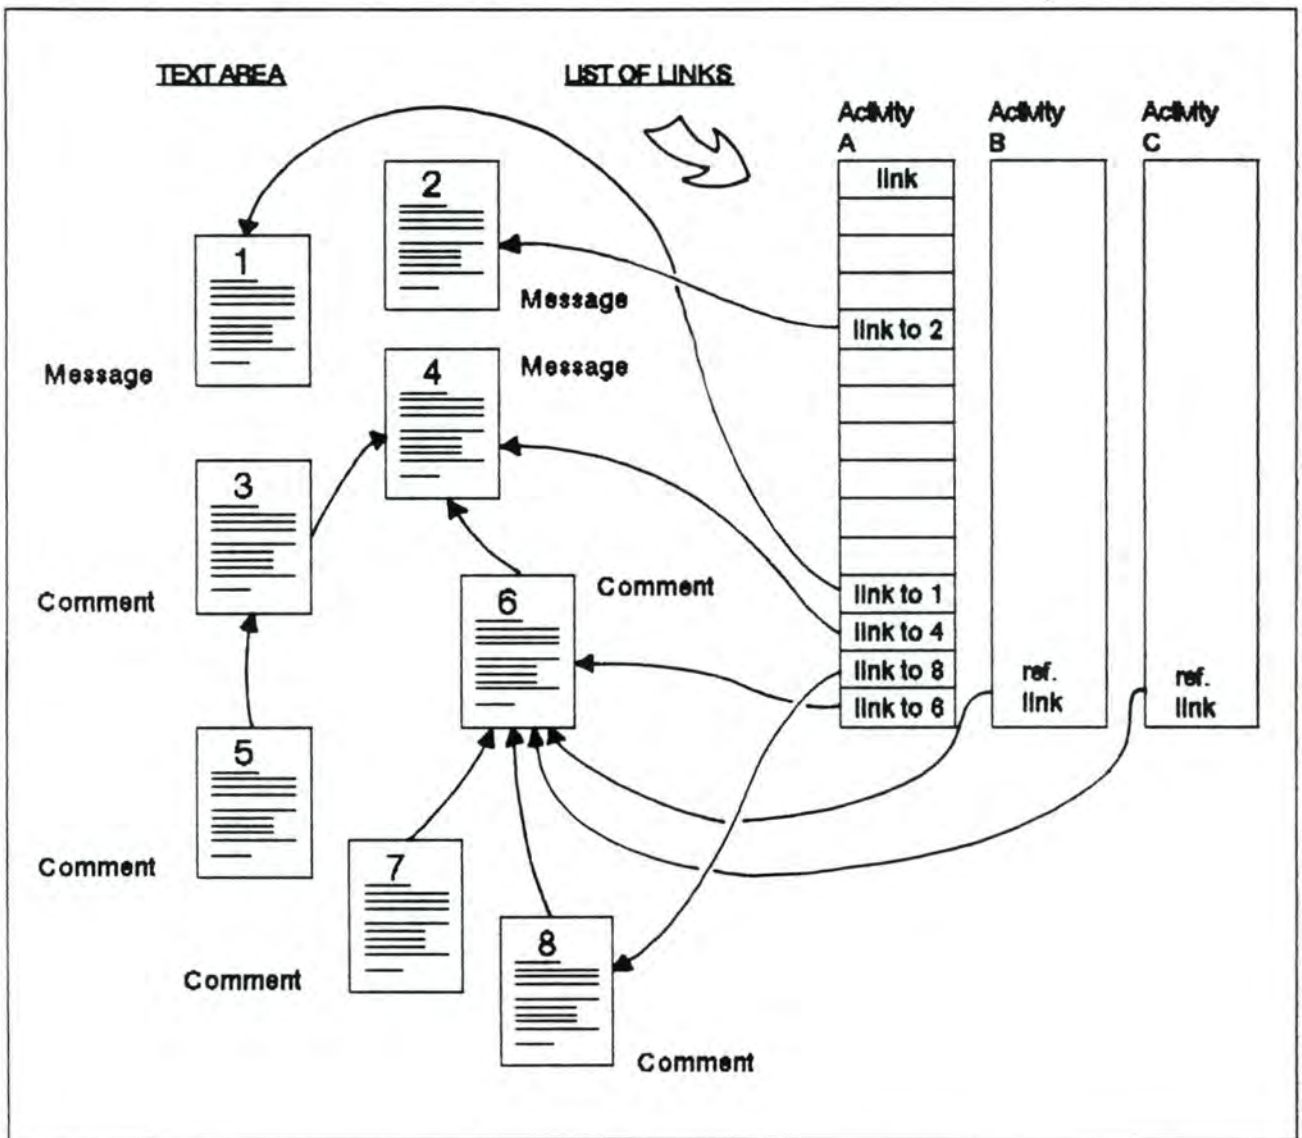 TEXT AREA
LIST OF LINKS
Activity
A
Activity
B
Activity
C
link
2
1
Message
link to 2
Message
4
Message
3
Comment
6
Comment
link to 1
link to 4
link to 8
link to 6
ref.
link
ref.
link
5
Comment
7
Comment
8
Comment